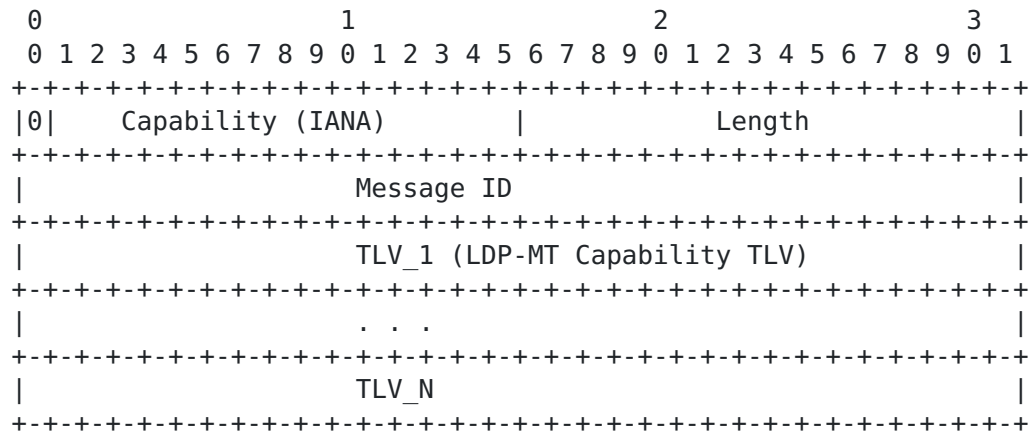 0                   1                   2                   3
 0 1 2 3 4 5 6 7 8 9 0 1 2 3 4 5 6 7 8 9 0 1 2 3 4 5 6 7 8 9 0 1
+-+-+-+-+-+-+-+-+-+-+-+-+-+-+-+-+-+-+-+-+-+-+-+-+-+-+-+-+-+-+-+-+
|0|    Capability (IANA)        |            Length             |
+-+-+-+-+-+-+-+-+-+-+-+-+-+-+-+-+-+-+-+-+-+-+-+-+-+-+-+-+-+-+-+-+
|                     Message ID                                |
+-+-+-+-+-+-+-+-+-+-+-+-+-+-+-+-+-+-+-+-+-+-+-+-+-+-+-+-+-+-+-+-+
|                     TLV_1 (LDP-MT Capability TLV)             |
+-+-+-+-+-+-+-+-+-+-+-+-+-+-+-+-+-+-+-+-+-+-+-+-+-+-+-+-+-+-+-+-+
|                     . . .                                     |
+-+-+-+-+-+-+-+-+-+-+-+-+-+-+-+-+-+-+-+-+-+-+-+-+-+-+-+-+-+-+-+-+
|                     TLV_N                                     |
+-+-+-+-+-+-+-+-+-+-+-+-+-+-+-+-+-+-+-+-+-+-+-+-+-+-+-+-+-+-+-+-+